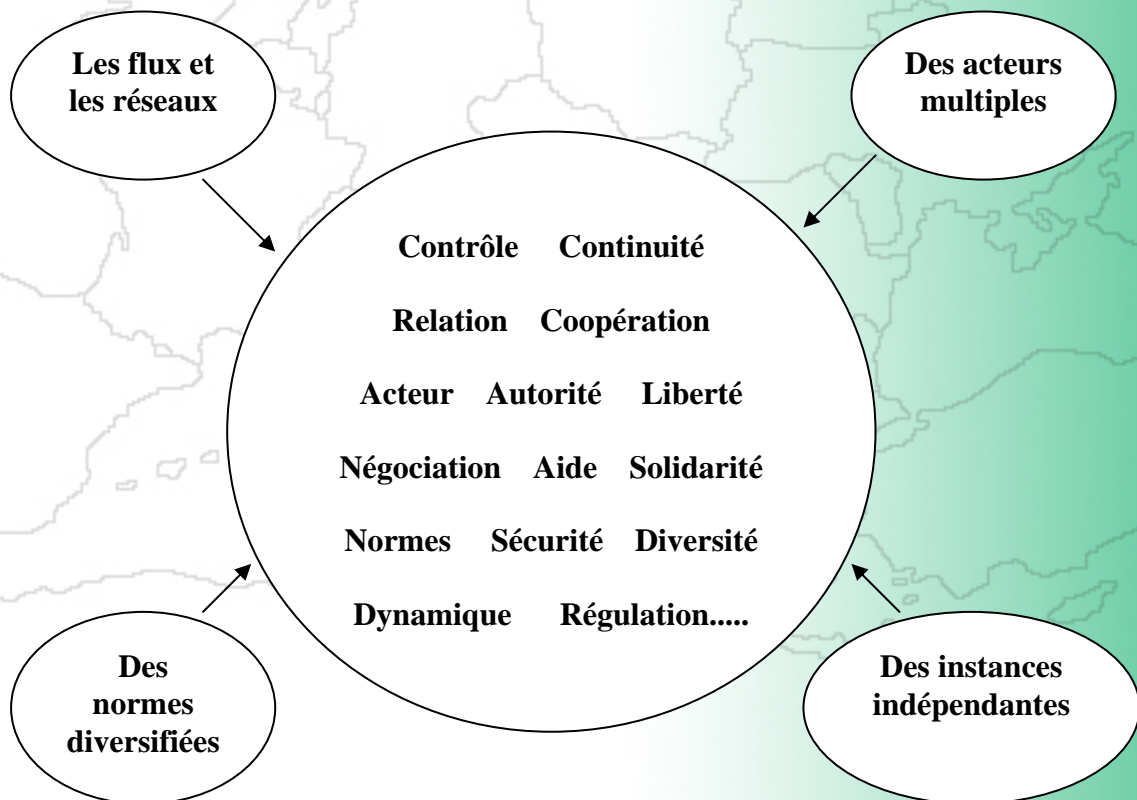 Les flux et
les réseaux
Des acteurs
multiples
Contrôle Continuité
Relation Coopération
Acteur Autorité Liberté
Négociation Aide Solidarité
Normes Sécurité Diversité
Dynamique Régulation.....
Des
normes
diversifiées
Des instances
indépendantes